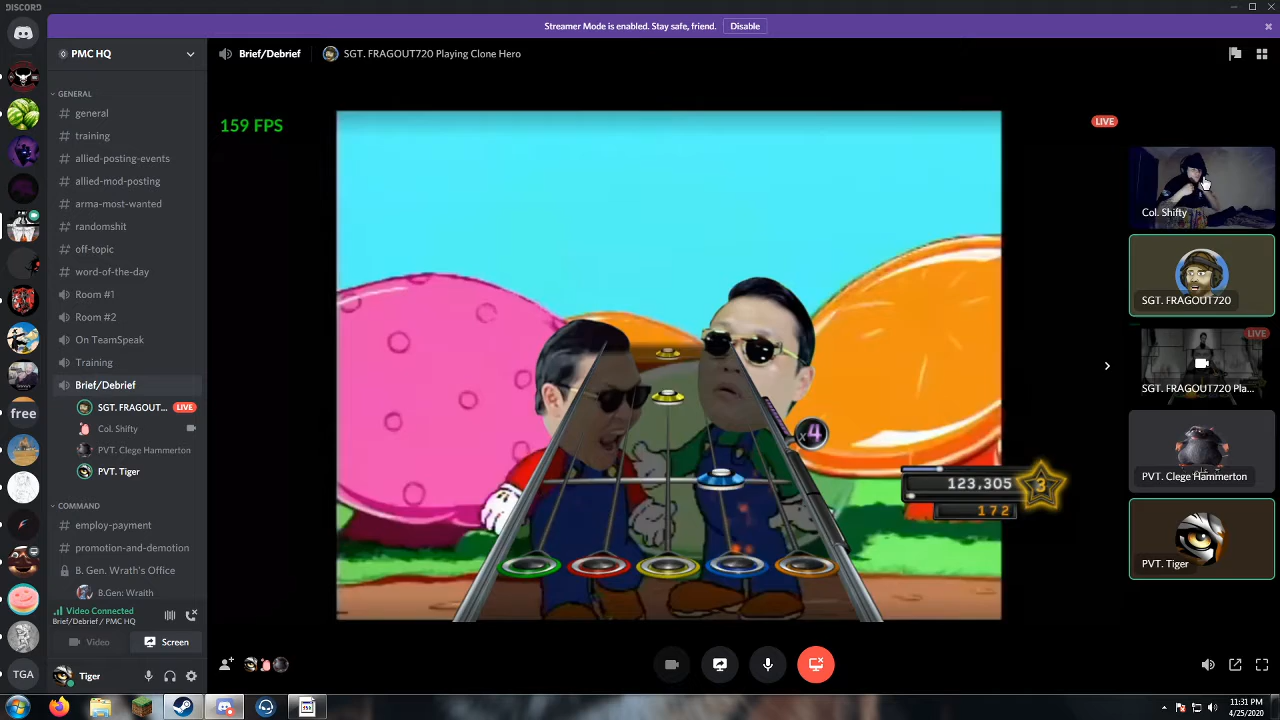 DISCORD
Streamer Mode is enabled. Stay safe, friend. Disable
PMC HQ
Brief/Debrief
SGT. FRAGOUT720 Playing Clone Hero
GENERAL
general
training
allied-posting-events
allied-mod-posting
arma-most-wanted
randomshit
off-topic
word-of-the-day
Room #1
Room #2
On TeamSpeak
Training
Brief/Debrief
SGT. FRAGOUT... LIVE
Col. Shifty
PVT. Clege Hammerton
PVT. Tiger
COMMAND
employ-payment
promotion-and-demotion
B. Gen. Wrath's Office
B.Gen: Wraith
Video Connected
Brief/Debrief / PMC HQ
Video
Screen
Tiger
free
TGA
159 FPS
LIVE
x4
123,305
3
172
Col. Shifty
SGT. FRAGOUT720
LIVE
SGT. FRAGOUT720 Pla...
PVT. Clege Hammerton
PVT. Tiger
11:31 PM
4/25/2020